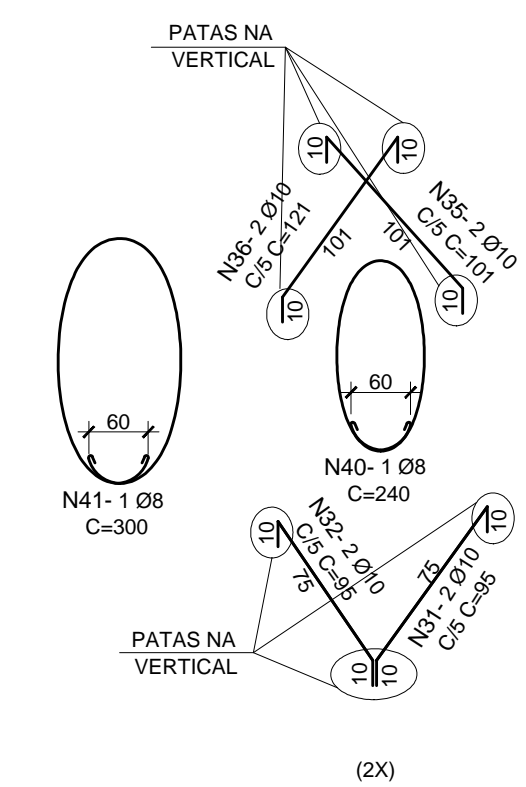 PATAS NA
VERTICAL
10
10
N36- 2 Ø10
C/5 C=121
101
101
N35- 2 Ø10
C/5 C=101
10
10
60
N41- 1 Ø8
C=300
60
N40- 1 Ø8
C=240
10
N32- 2 Ø10
C/5 C=95
75
75
N31- 2 Ø10
C/5 C=95
10
PATAS NA
VERTICAL
10
10
(2X)